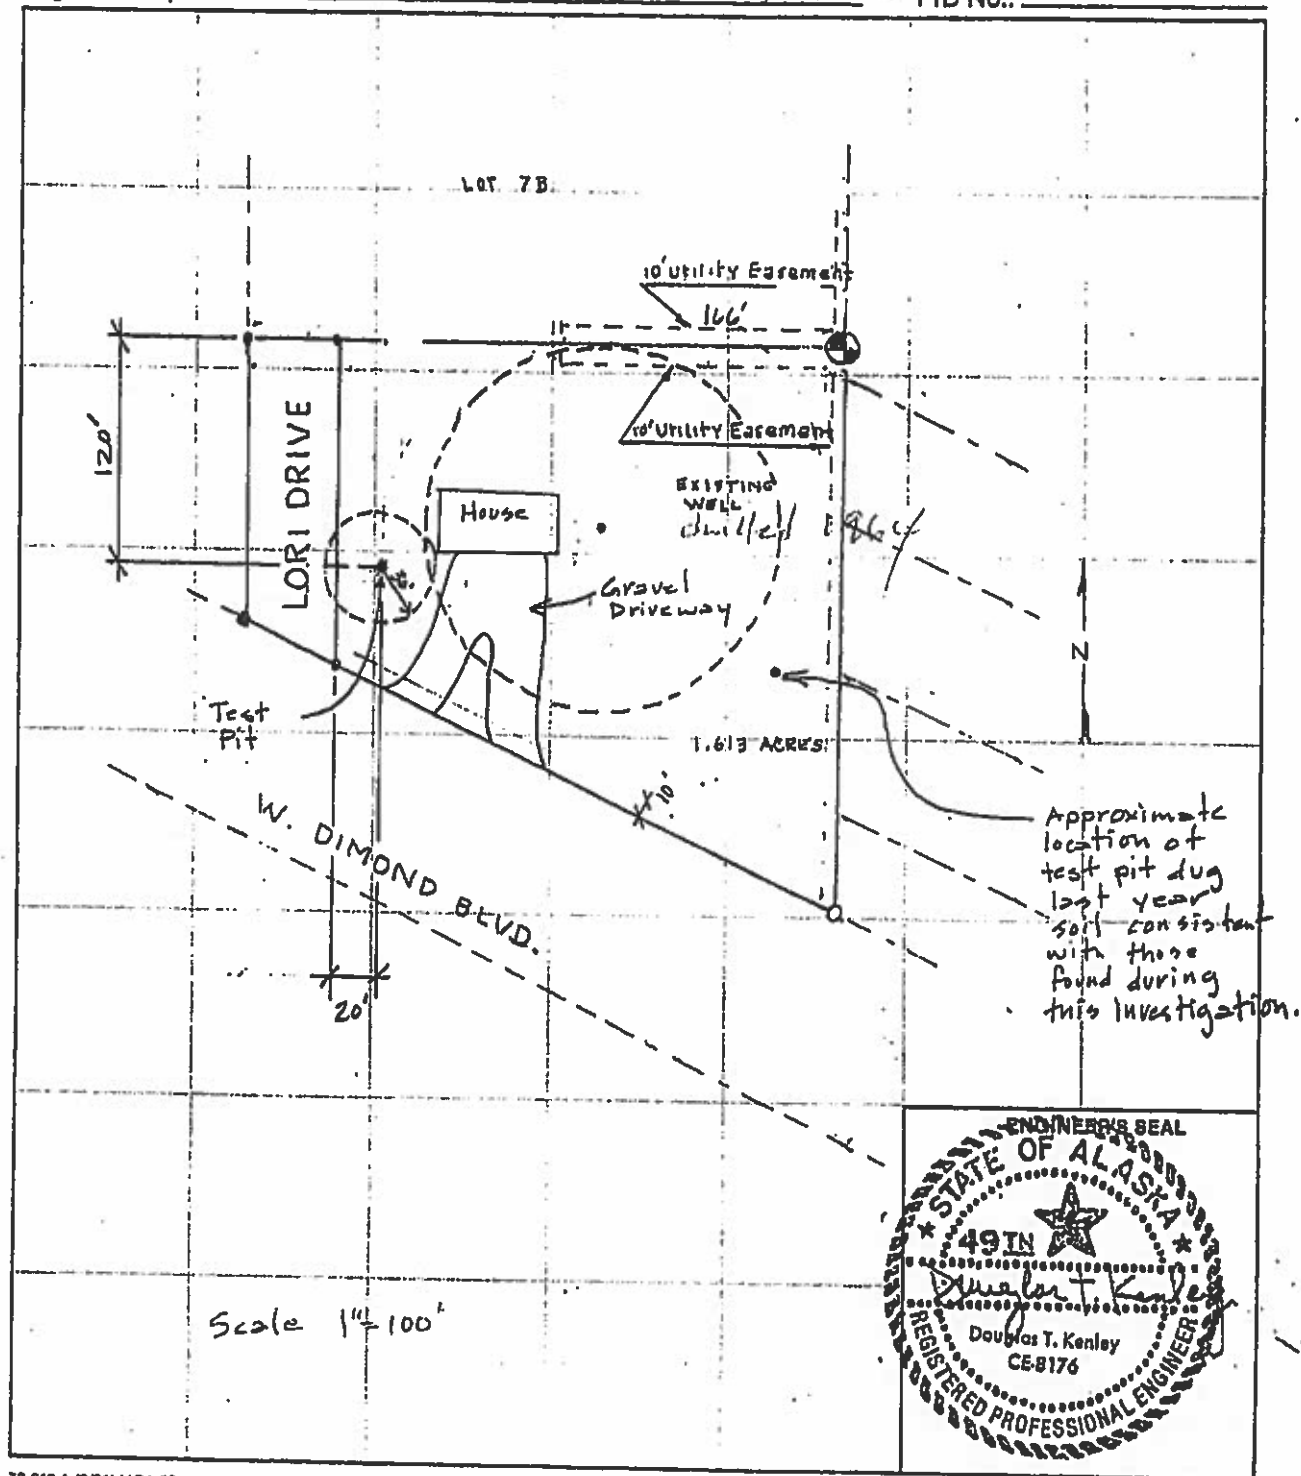 LOT 7B
10' Utility Easement
166'
10' Utility Easement
120'
LORI DRIVE
House
EXISTING
WELL
Gravel
Driveway
N
Test
Pit
1.613 ACRES
10'
W. DIMOND BLVD.
20'
Approximate
location of
test pit dug
last year
soil consistent
with those
found during
this investigation.
Scale 1"=100'
ENGINEER'S SEAL
STATE OF ALASKA
49TH
Douglas T. Kenley
Douglas T. Kenley
CE-8176
REGISTERED PROFESSIONAL ENGINEER